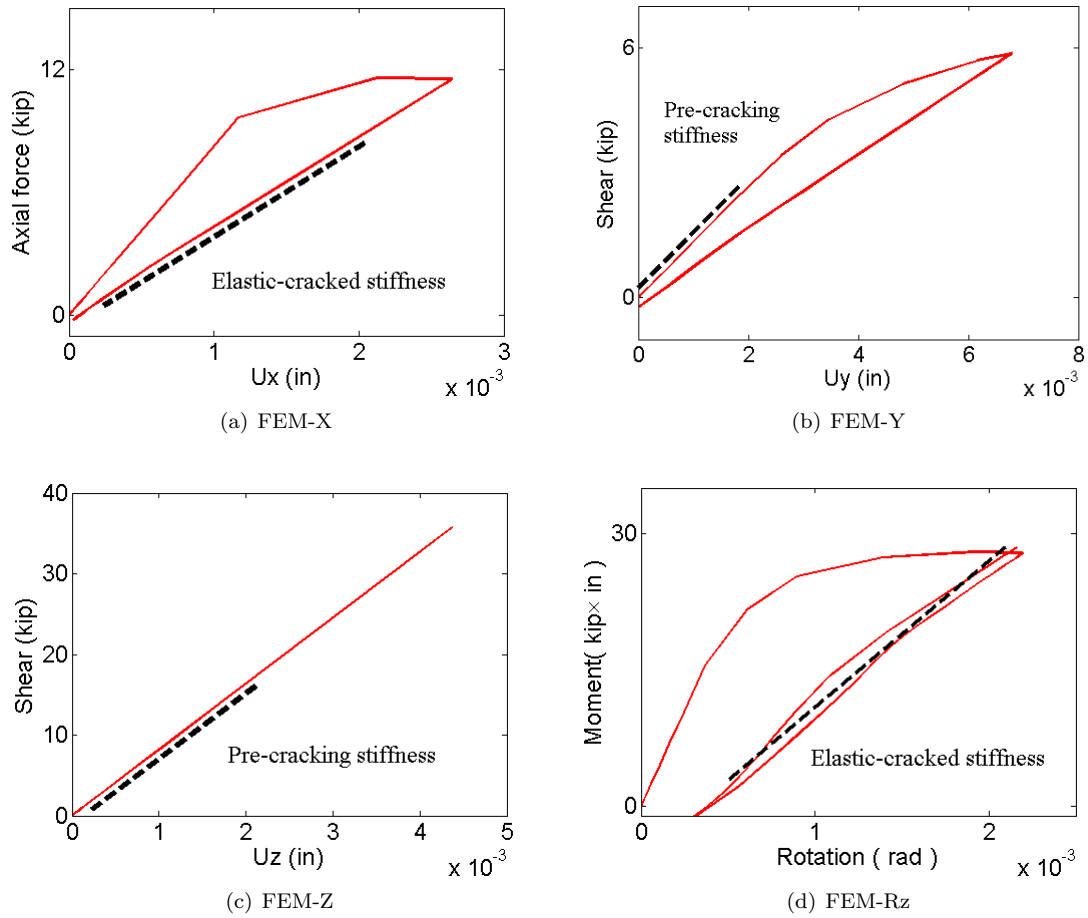 Axial force (kip)
12
0
Elastic-cracked stiffness
0
1
2
3
Ux (in)
x 10-3
(a) FEM-X
Shear (kip)
6
0
Pre-cracking
stiffness
0
2
4
6
8
Uy (in)
x 10-3
(b) FEM-Y
Shear (kip)
40
30
20
10
0
Pre-cracking stiffness
0
1
2
3
4
5
Uz (in)
x 10-3
(c) FEM-Z
Moment( kip× in )
30
0
Elastic-cracked stiffness
0
1
2
Rotation ( rad )
x 10-3
(d) FEM-Rz